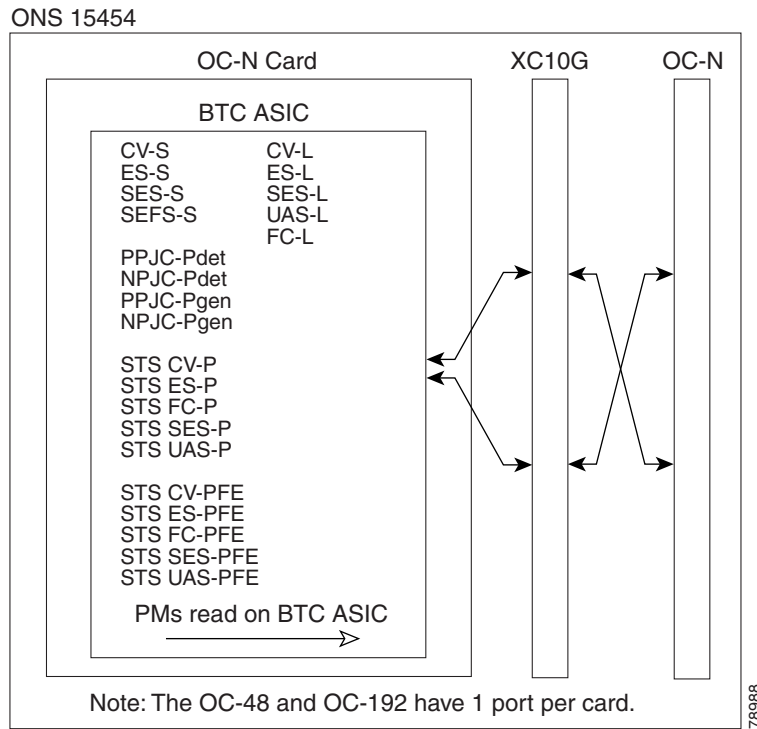 ONS 15454
OC-N Card
XC10G
OC-N
BTC ASIC
CV-S
ES-S
SES-S
SEFS-S
CV-L
ES-L
SES-L
UAS-L
FC-L
PPJC-Pdet
NPJC-Pdet
PPJC-Pgen
NPJC-Pgen
STS CV-P
STS ES-P
STS FC-P
STS SES-P
STS UAS-P
STS CV-PFE
STS ES-PFE
STS FC-PFE
STS SES-PFE
STS UAS-PFE
PMs read on BTC ASIC
Note: The OC-48 and OC-192 have 1 port per card.
78988